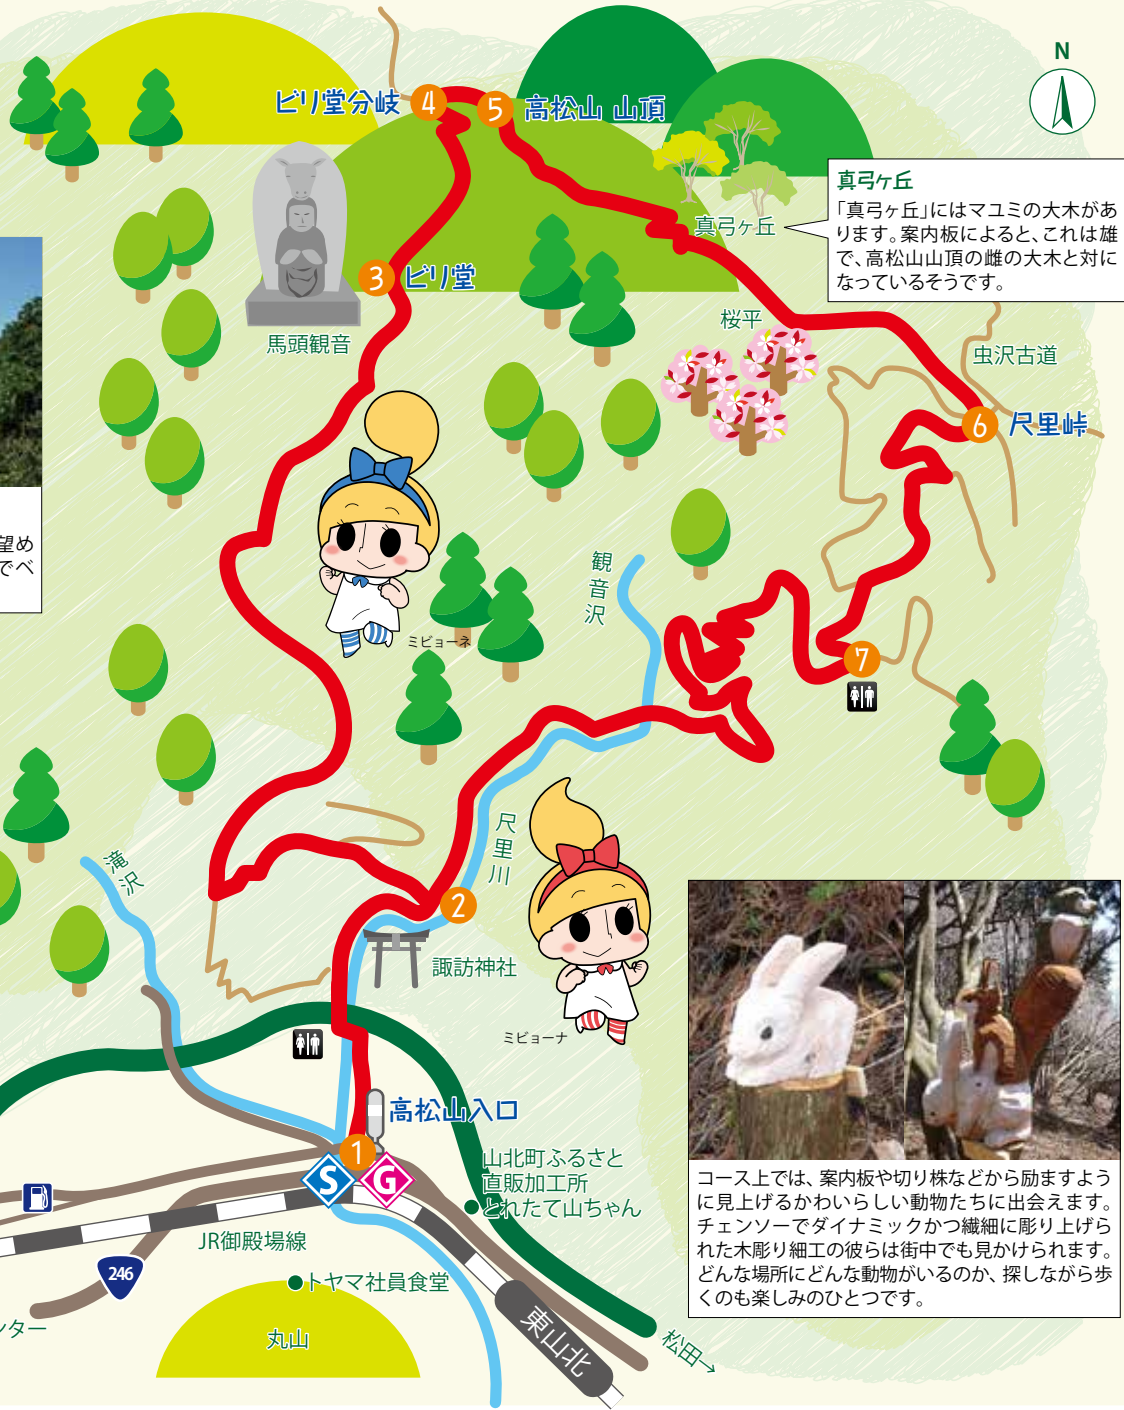 N
ビリ堂分岐
4
5
高松山 山頂
真弓ヶ丘
「真弓ヶ丘」にはマユミの大木があ
ります。案内板によると、これは雄
で、高松山山頂の雌の大木と対に
なっているそうです。
真弓ヶ丘
3
ビリ堂
馬頭観音
桜平
虫沢古道
6
尺里峠
望め
でベ
観音沢
ミビョーネ
7
尺里川
滝沢
2
諏訪神社
ミビョーナ
高松山入口
1
S
G
山北町ふるさと
直販加工所
とれたて山ちゃん
JR御殿場線
246
トヤマ社員食堂
ンター
丸山
東山北
松田→
コース上では、案内板や切り株などから励ますよう
に見上げるかわいらしい動物たちに出会えます。
チェンソーでダイナミックかつ繊細に彫り上げら
れた木彫り細工の彼らは街中でも見かけられます。
どんな場所にどんな動物がいるのか、探しながら歩
くのも楽しみのひとつです。